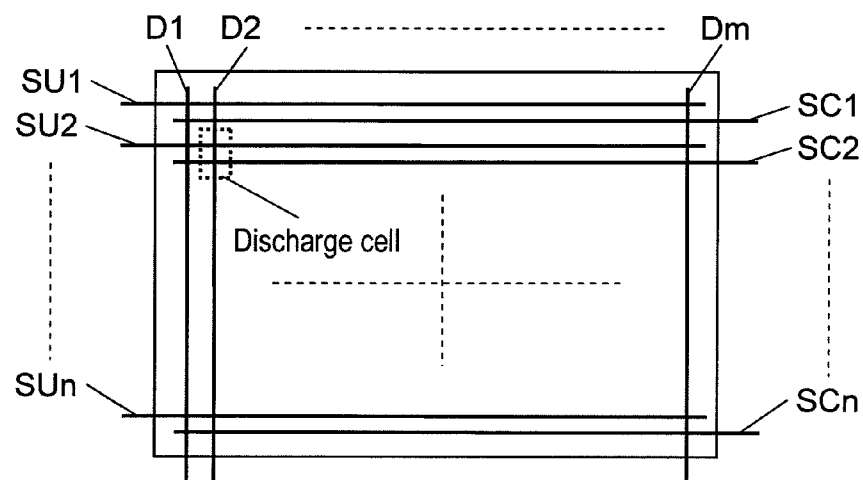 D1 D2 Dm
SU1
SC1
SU2
SC2
Discharge cell
SUn
SCn